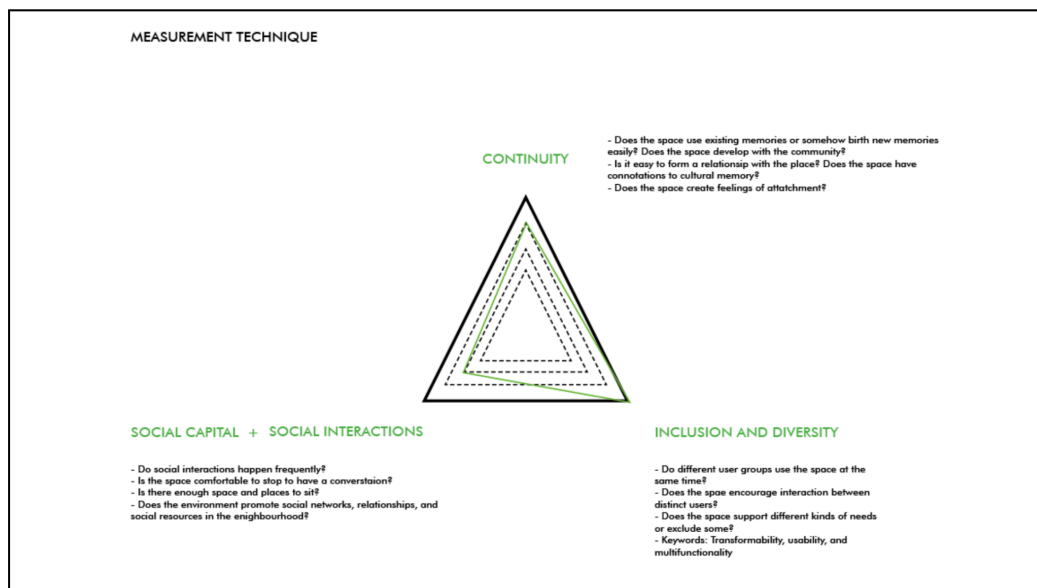 MEASUREMENT TECHNIQUE
CONTINUITY
- Does the space use existing memories or somehow birth new memories
easily? Does the space develop with the community?
- Is it easy to form a relationsip with the place? Does the space have
connotations to cultural memory?
- Does the space create feelings of attatchment?
SOCIAL CAPITAL + SOCIAL INTERACTIONS
- Do social interactions happen frequently?
- Is the space comfortable to stop to have a converstaion?
- Is there enough space and places to sit?
- Does the environment promote social networks, relationships, and
social resources in the enighbourhood?
INCLUSION AND DIVERSITY
- Do different user groups use the space at the
same time?
- Does the spae encourage interaction between
distinct users?
- Does the space support different kinds of needs
or exclude some?
- Keywords: Transformability, usability, and
multifunctionality